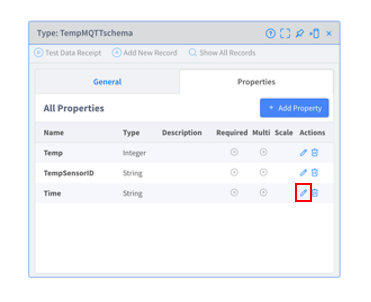 Type: TempMQTTschema
Test Data Receipt Add New Record Show All Records
General Properties
All Properties + Add Property
Name Type Description Required Multi Scale Actions
Temp Integer
TempSensorID String
Time String